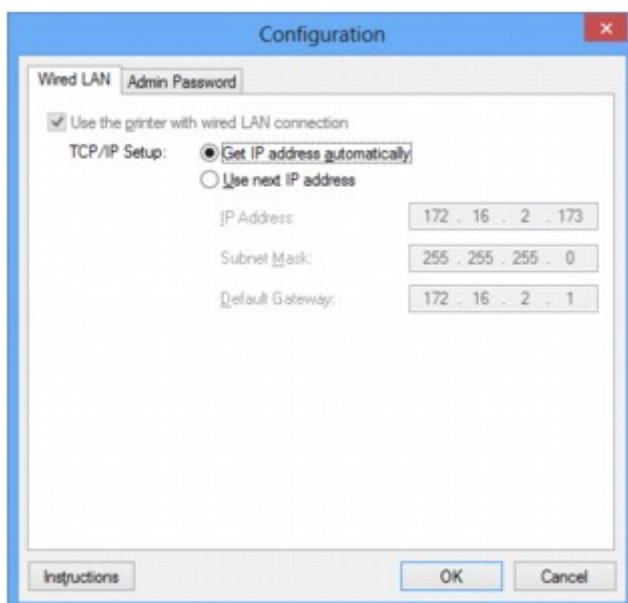 Configuration
Wired LAN Admin Password
Use the printer with wired LAN connection
TCP/IP Setup: Get IP address automatically
Use next IP address
IP Address: 172 . 16 . 2 . 173
Subnet Mask: 255 . 255 . 255 . 0
Default Gateway: 172 . 16 . 2 . 1
Instructions OK Cancel